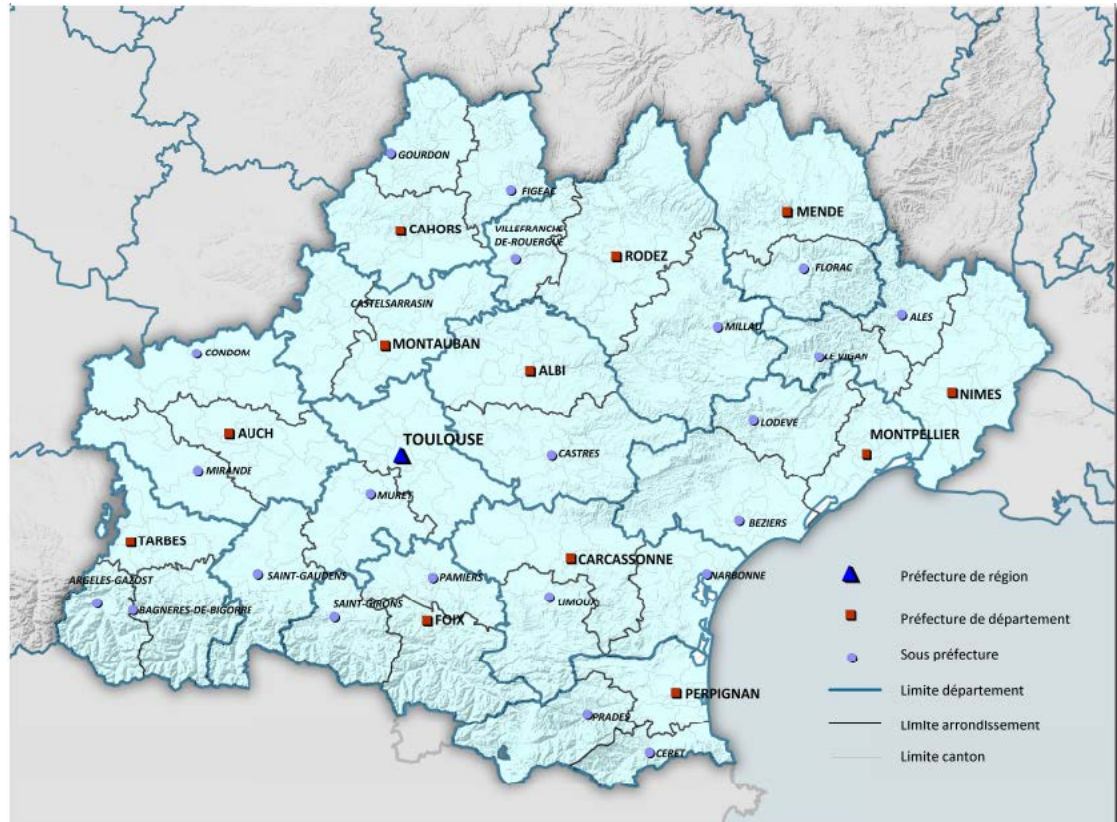 GOURDON
FIGEAC
MENDE
CAHORS
VILLEFRANCHE
DE-ROUERGUE
RODEZ
FLORAC
CASTELSARRASIN
ALES
MILLAU
MONTAUBAN
CONDOM
LE VIGAN
ALBI
NIMES
LODEVE
AUCH
TOULOUSE
MONTPELLIER
CASTRES
MIRANDE
MURET
BEZIERS
TARBES
CARCASSONNE
ARGELES-GAZOST
SAINT-GAUDENS
PAMIERS
NARBONNE
Préfecture de région
BAGNERES-DE-BIGORRE
SAINT-GIRONS
LIMOUX
FOIX
Préfecture de département
Sous préfecture
PERPIGNAN
Limite département
PRADES
Limite arrondissement
CERET
Limite canton